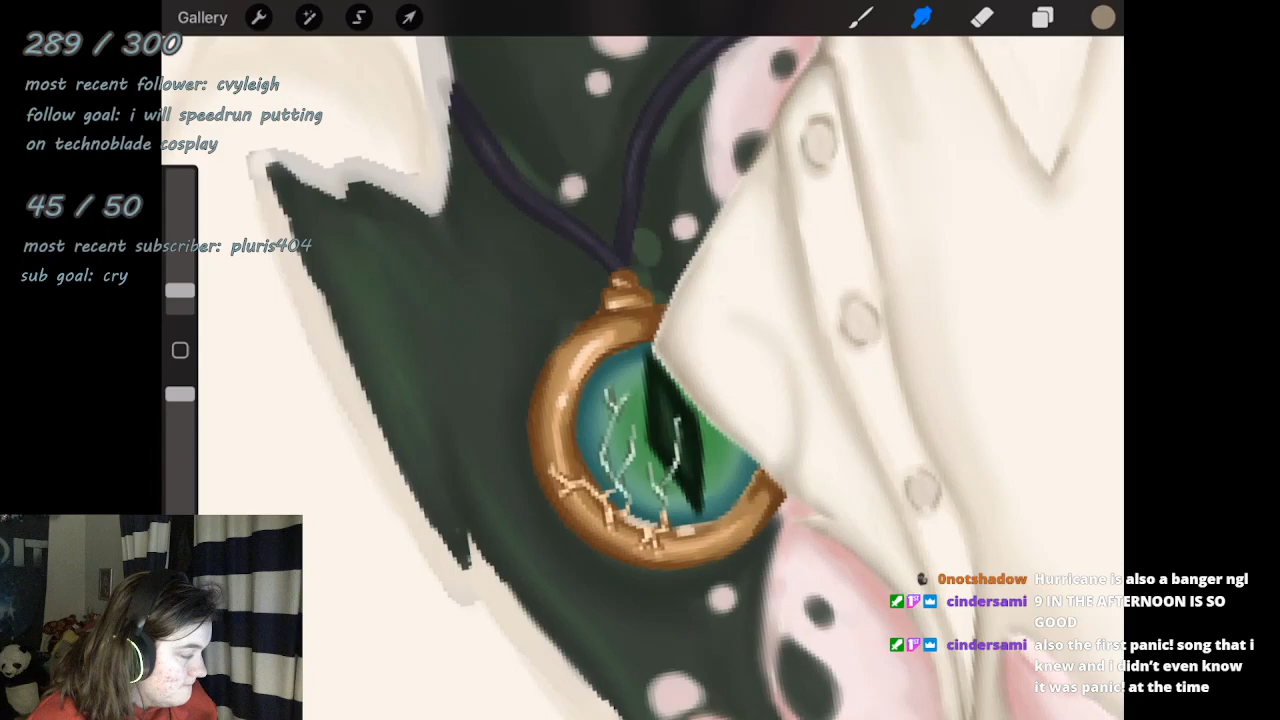 Gallery
289 / 300
most recent follower: cvyleigh
follow goal: i will speedrun putting
on technoblade cosplay
45 / 50
most recent subscriber: pluris404
sub goal: cry
0notshadow Hurricane is also a banger ngl
cindersami 9 IN THE AFTERNOON IS SO
GOOD
cindersami also the first panic! song that i
knew and i didn't even know
it was panic! at the time